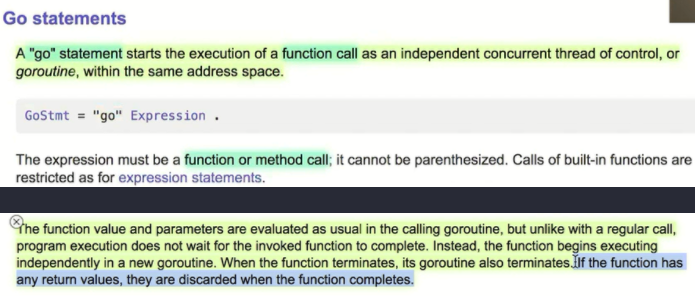 Go statements
A "go" statement starts the execution of a function call as an independent concurrent thread of control, or
goroutine, within the same address space.
GoStmt = "go" Expression .
The expression must be a function or method call; it cannot be parenthesized. Calls of built-in functions are
restricted as for expression statements.
The function value and parameters are evaluated as usual in the calling goroutine, but unlike with a regular call,
program execution does not wait for the invoked function to complete. Instead, the function begins executing
independently in a new goroutine. When the function terminates, its goroutine also terminates. If the function has
any return values, they are discarded when the function completes.